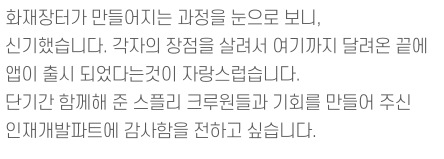 화재장터가 만들어지는 과정을 눈으로 보니,
신기했습니다. 각자의 장점을 살려서 여기까지 달려온 끝에
앱이 출시 되었다는것이 자랑스럽습니다.
단기간 함께해 준 스플리 크루원들과 기회를 만들어 주신
인재개발파트에 감사함을 전하고 싶습니다.